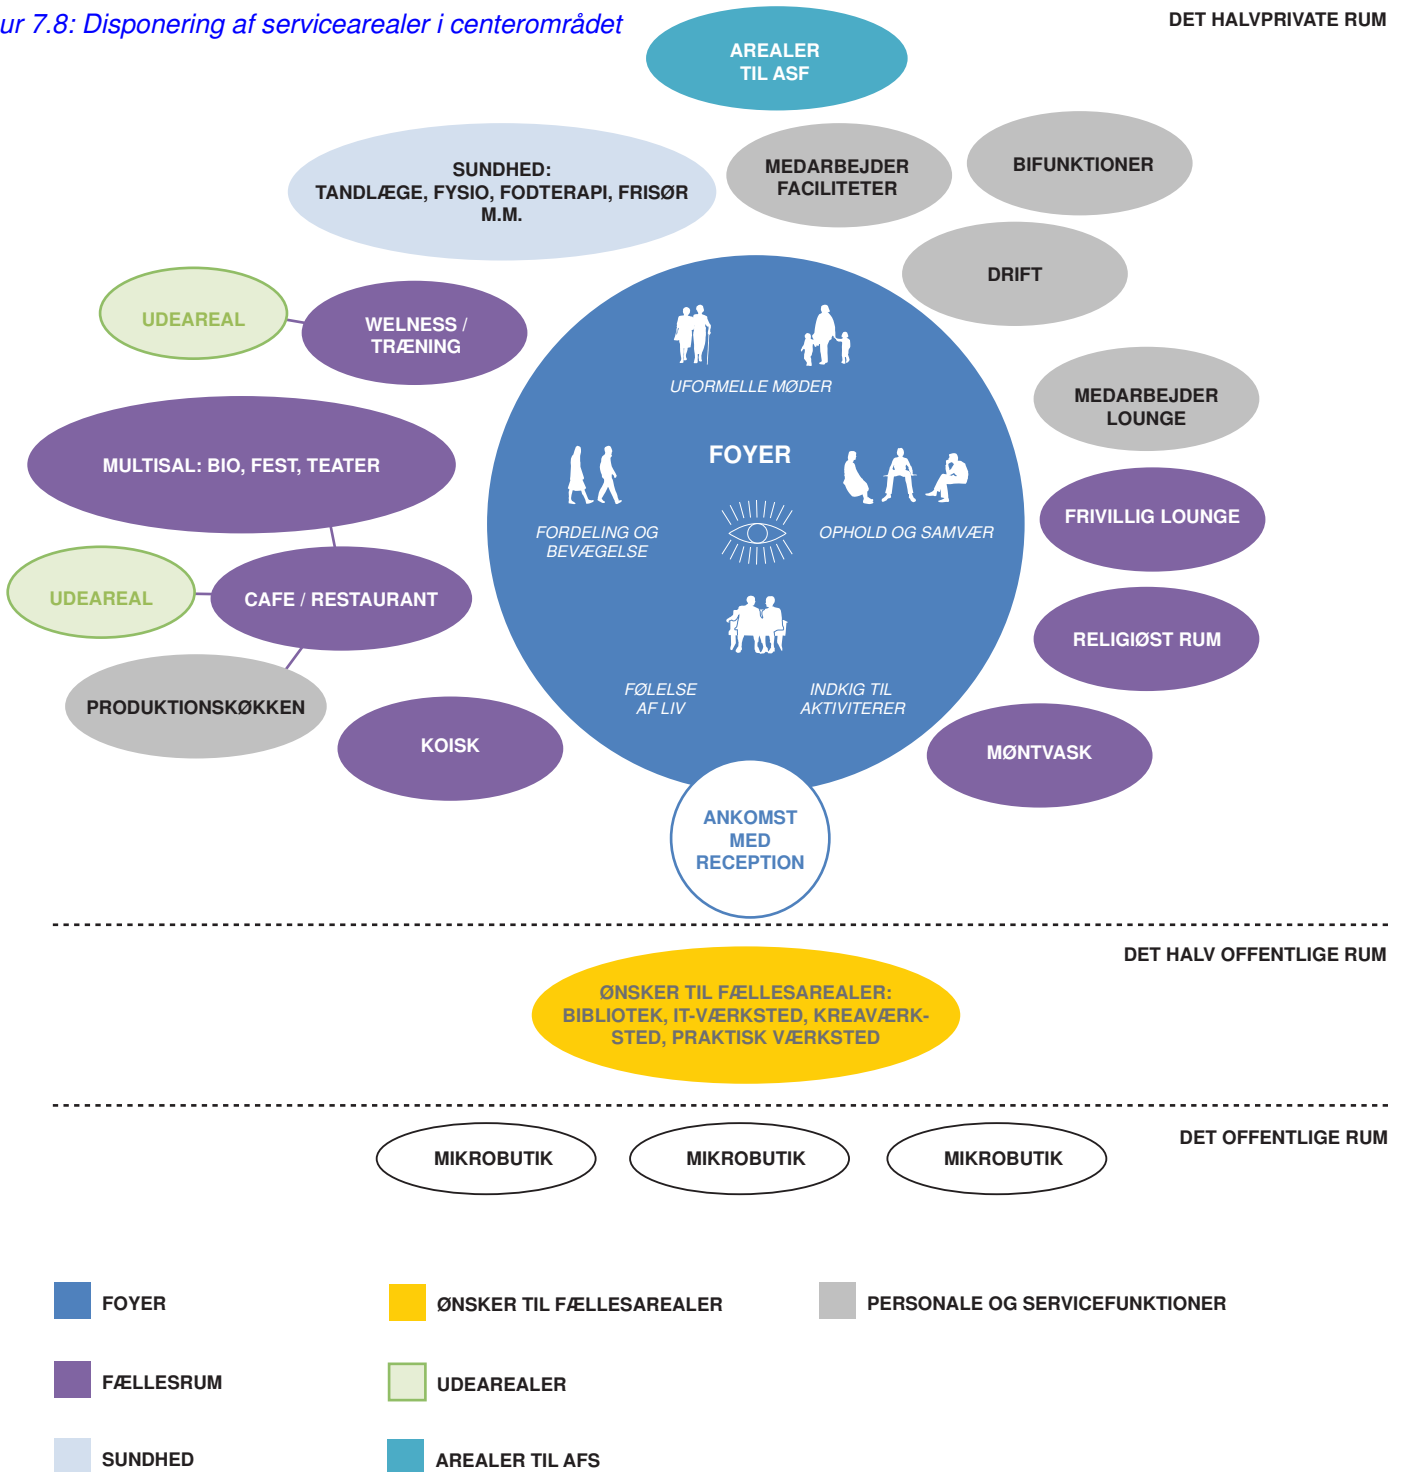 ur 7.8: Disponering af servicearealer i centerområdet
DET HALVPRIVATE RUM
AREALER
TIL ASF
SUNDHED:
TANDLÆGE, FYSIO, FODTERAPI, FRISØR
M.M.
MEDARBEJDER
FACILITETER
BIFUNKTIONER
DRIFT
UDEAREAL
WELNESS /
TRÆNING
UFORMELLE MØDER
MEDARBEJDER
LOUNGE
MULTISAL: BIO, FEST, TEATER
FOYER
FRIVILLIG LOUNGE
FORDELING OG
BEVÆGELSE
OPHOLD OG SAMVÆR
UDEAREAL
CAFE / RESTAURANT
RELIGIØST RUM
PRODUKTIONSKØKKEN
FØLELSE
AF LIV
INDKIG TIL
AKTIVITERER
KOISK
MØNTVASK
ANKOMST
MED
RECEPTION
DET HALV OFFENTLIGE RUM
ØNSKER TIL FÆLLESAREALER:
BIBLIOTEK, IT-VÆRKSTED, KREAVÆRK-
STED, PRAKTISK VÆRKSTED
DET OFFENTLIGE RUM
MIKROBUTIK
MIKROBUTIK
MIKROBUTIK
FOYER
ØNSKER TIL FÆLLESAREALER
PERSONALE OG SERVICEFUNKTIONER
FÆLLESRUM
UDEAREALER
SUNDHED
AREALER TIL AFS